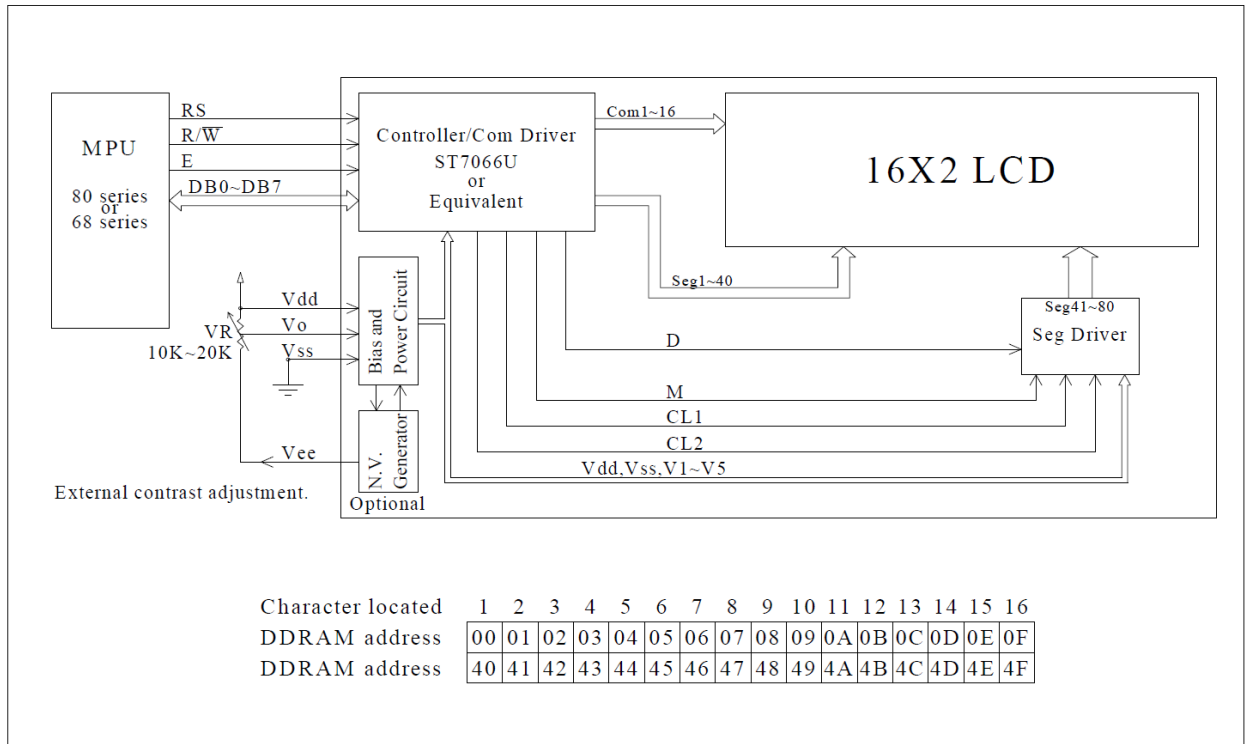 MPU
80 series
or
68 series
RS
R/W̅
E
DB0~DB7
Controller/Com Driver
ST7066U
or
Equivalent
Com1~16
16X2 LCD
Seg1~40
Seg41~80
Seg Driver
Vdd
Vo
Vss
VR
10K~20K
Bias and
Power Circuit
D
M
CL1
CL2
Vdd,Vss,V1~V5
N.V.
Generator
Vee
Optional
External contrast adjustment.
Character located 1 2 3 4 5 6 7 8 9 10 11 12 13 14 15 16
DDRAM address 00 01 02 03 04 05 06 07 08 09 0A 0B 0C 0D 0E 0F
DDRAM address 40 41 42 43 44 45 46 47 48 49 4A 4B 4C 4D 4E 4F